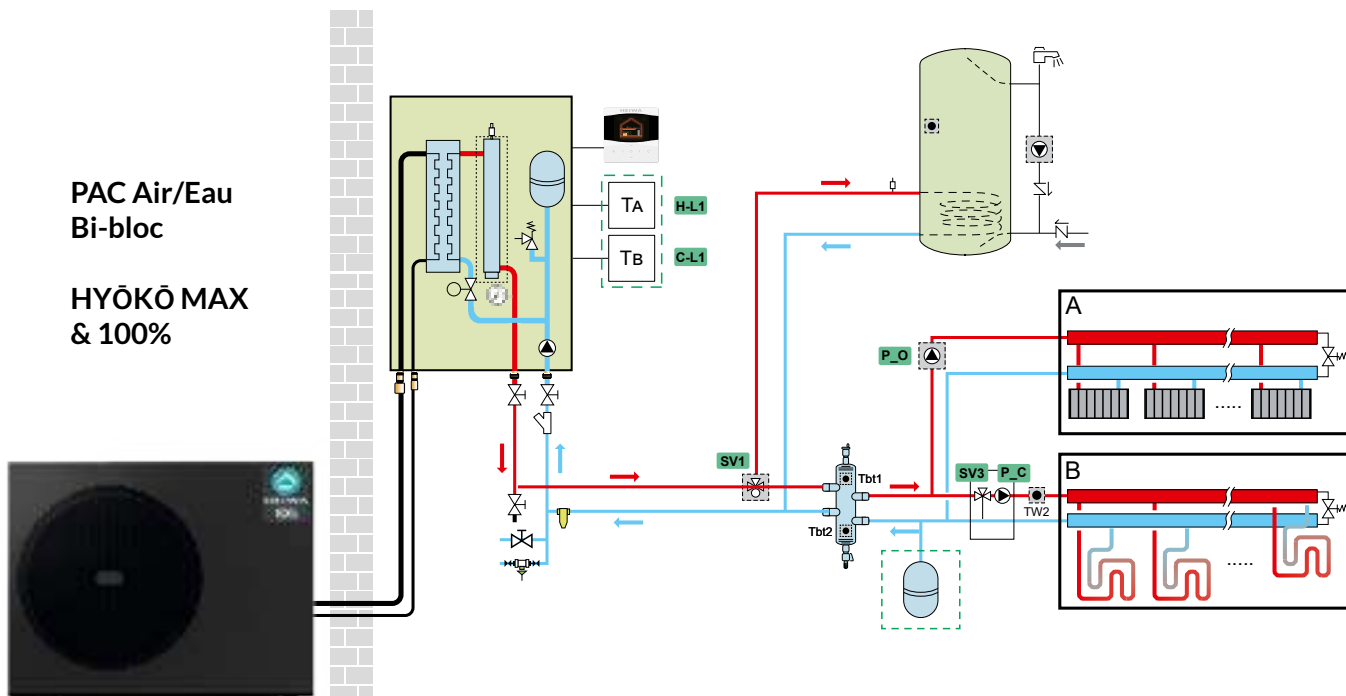 PAC Air/Eau
Bi-bloc
HYŌKŌ MAX
& 100%
HEIWA
TA
H-L1
TB
C-L1
A
P_O
SV1
Tbt1
SV3
P_C
B
TW2
Tbt2